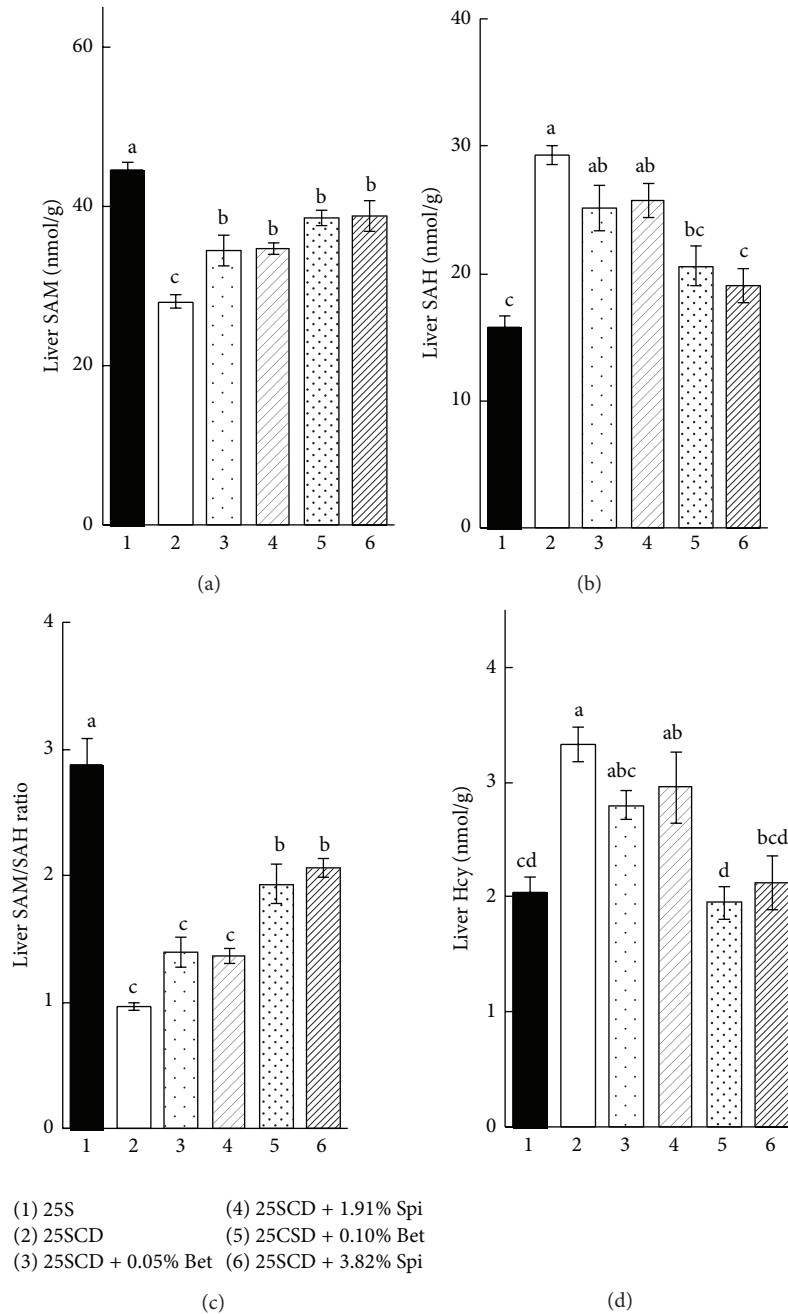 60
40
20
0
Liver SAM (nmol/g)
a
c
b
b
b
b
1 2 3 4 5 6
(a)
40
30
20
10
0
Liver SAH (nmol/g)
c
a
ab
ab
bc
c
1 2 3 4 5 6
(b)
4
3
2
1
0
Liver SAM/SAH ratio
a
c
c
c
b
b
1 2 3 4 5 6
4
3
2
1
0
Liver Hcy (nmol/g)
cd
a
abc
ab
d
bcd
1 2 3 4 5 6
(1) 25S
(2) 25SCD
(3) 25SCD + 0.05% Bet
(4) 25SCD + 1.91% Spi
(5) 25CSD + 0.10% Bet
(6) 25SCD + 3.82% Spi
(c)
(d)